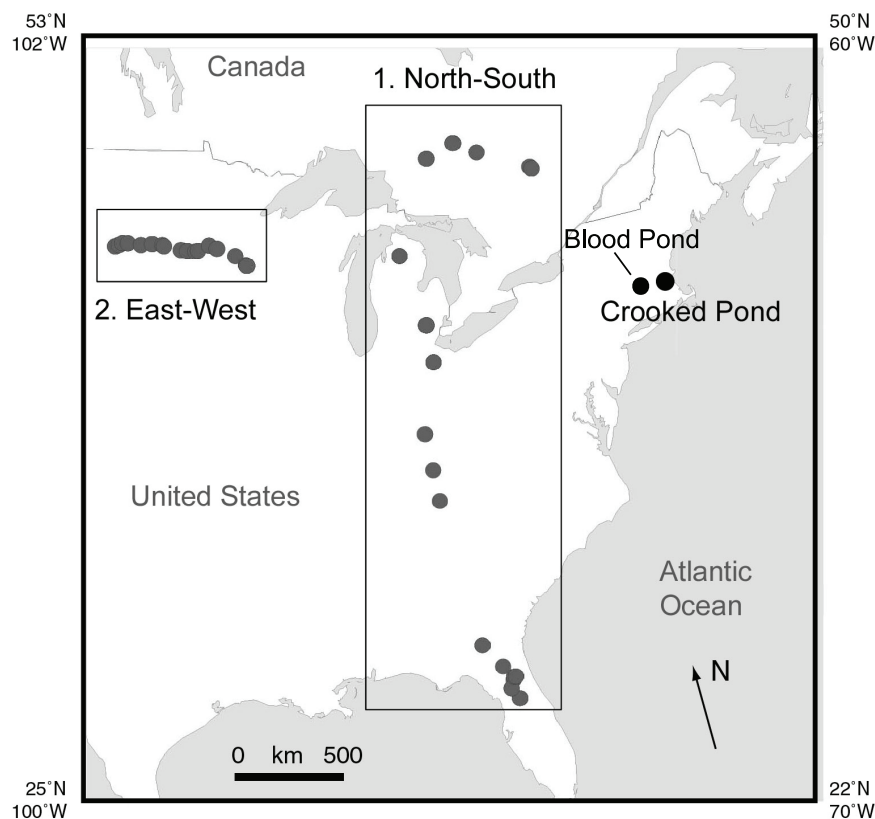 53˚N
102˚W
50˚N
60˚W
Canada
1. North-South
Blood Pond
Crooked Pond
2. East-West
United States
Atlantic
Ocean
N
0 km 500
25˚N
100˚W
22˚N
70˚W